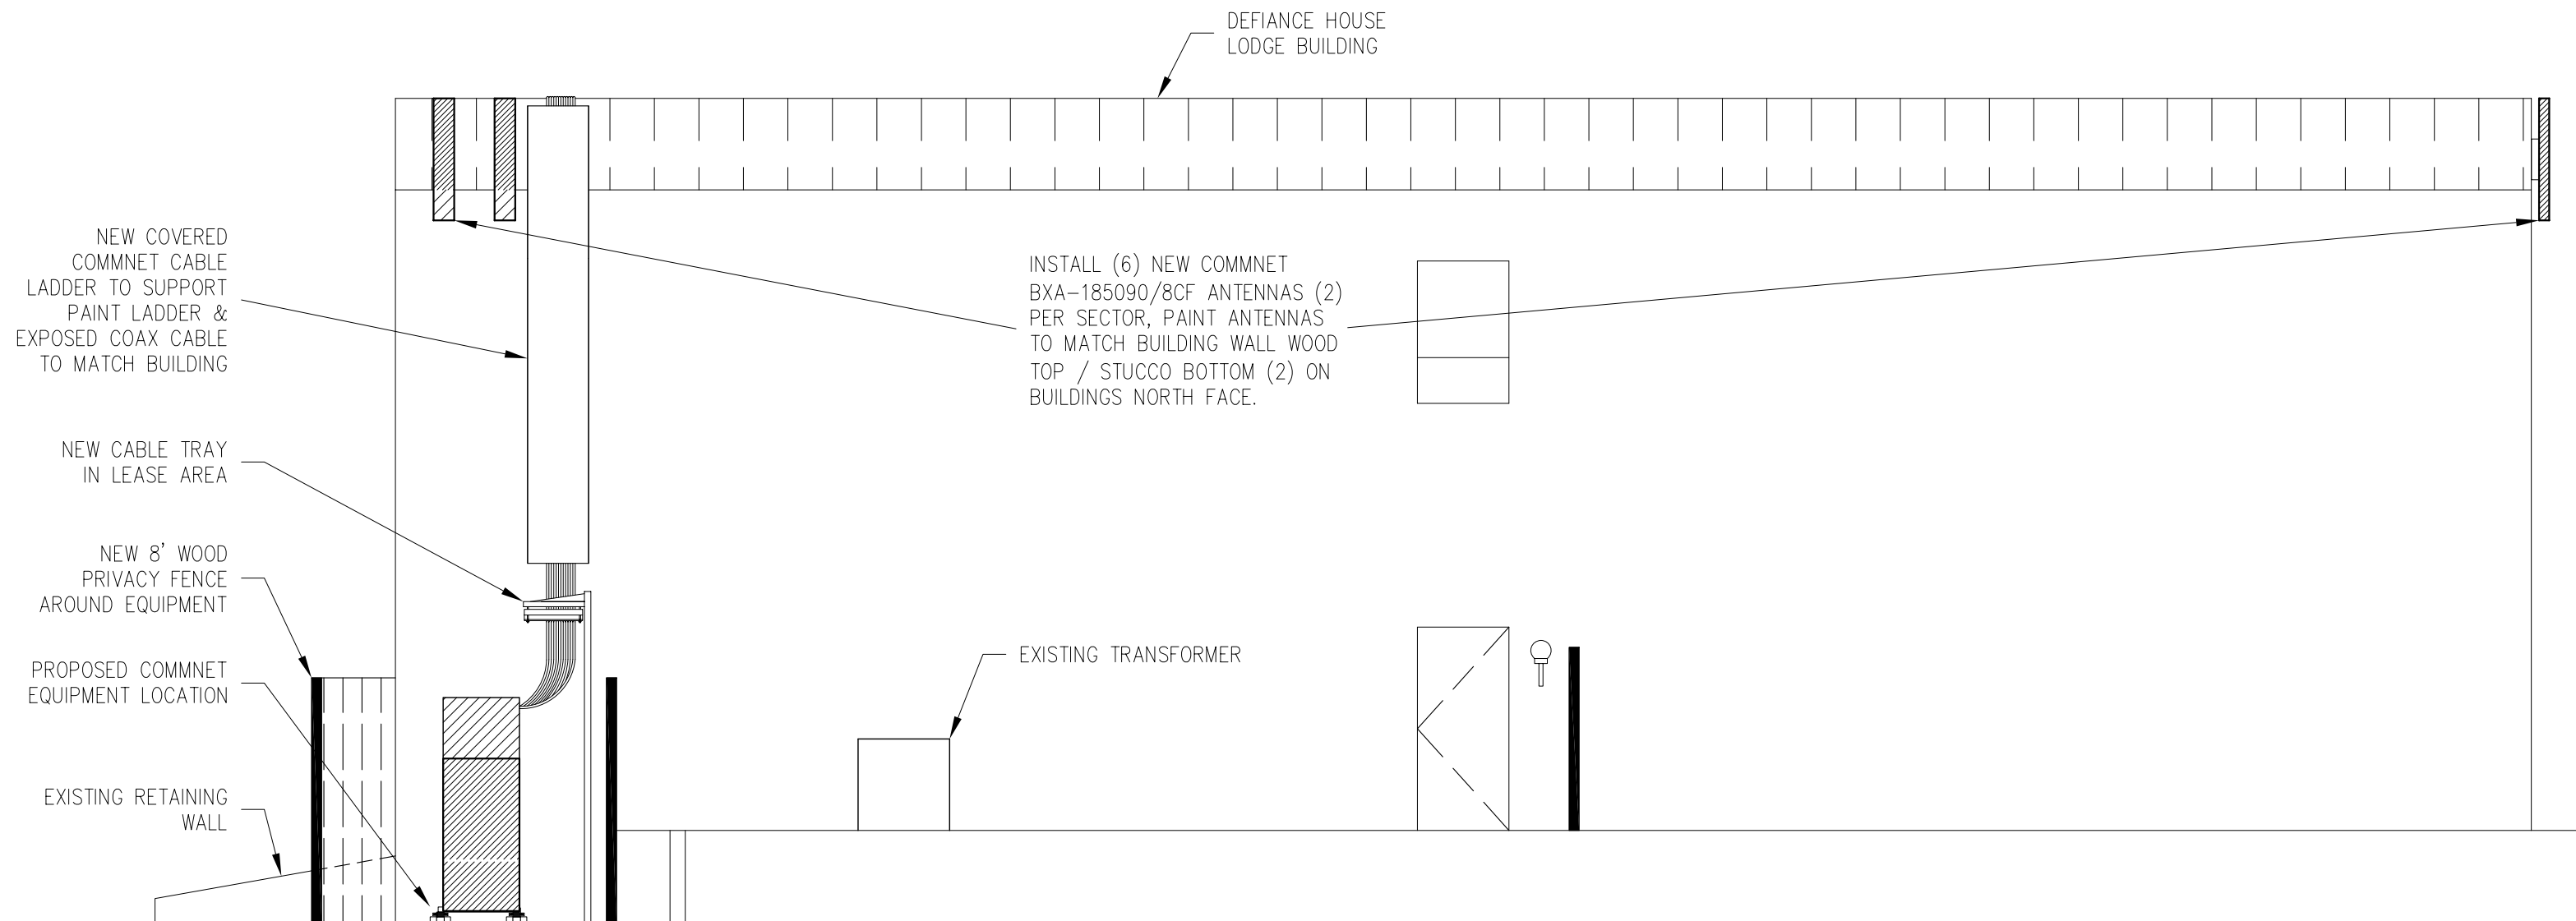 DEFIANCE HOUSE
LODGE BUILDING
NEW COVERED
COMMNET CABLE
LADDER TO SUPPORT
PAINT LADDER &
EXPOSED COAX CABLE
TO MATCH BUILDING
INSTALL (6) NEW COMMNET
BXA-185090/8CF ANTENNAS (2)
PER SECTOR, PAINT ANTENNAS
TO MATCH BUILDING WALL WOOD
TOP / STUCCO BOTTOM (2) ON
BUILDINGS NORTH FACE.
NEW CABLE TRAY
IN LEASE AREA
NEW 8' WOOD
PRIVACY FENCE
AROUND EQUIPMENT
EXISTING TRANSFORMER
PROPOSED COMMNET
EQUIPMENT LOCATION
EXISTING RETAINING
WALL